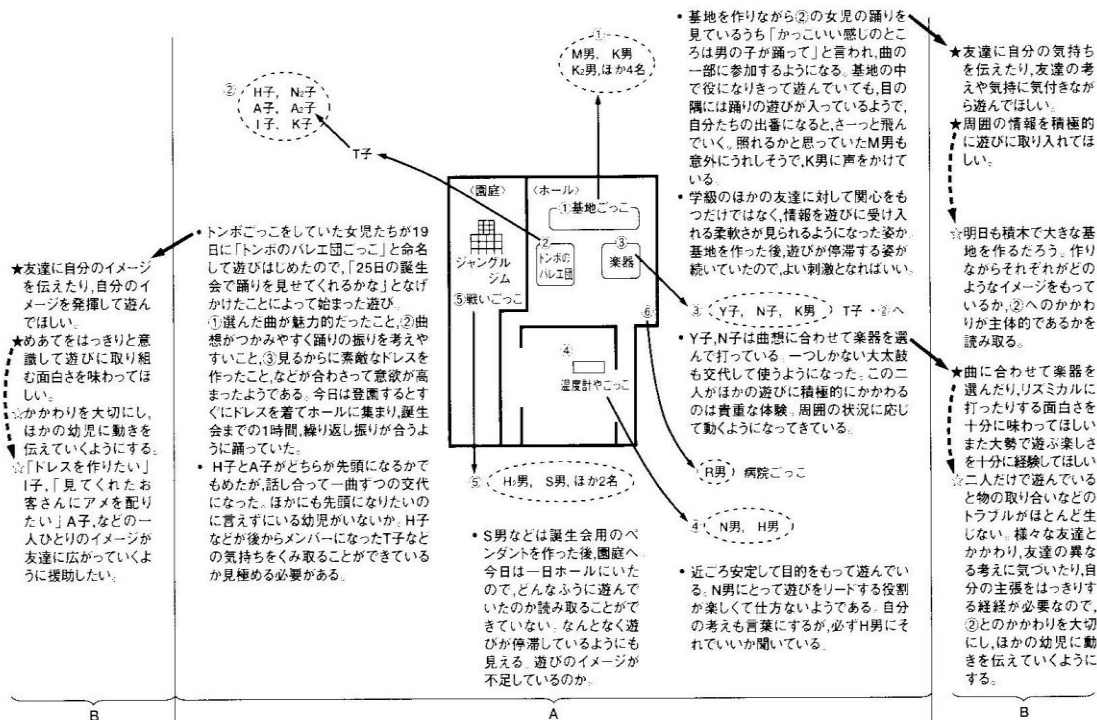 ★友達に自分のイメージ
を伝えたり,自分のイ
メージを発揮して遊ん
でほしい。
★めあてをはっきりと意
識して遊びに取り組
む面白さを味わってほ
しい。
☆かかわりを大切にし,
ほかの幼児に動きを
伝えていくようにする。
☆「ドレスを作りたい」
I子,「見てくれたお
客さんにアメを配り
たい」A子,などの一
人ひとりのイメージが
友達に広がっていくよ
うに援助したい。
B
②
H子, N₂子
A子, A₂子
I子, K子
T子
①
M男, K男
K₂男,ほか4名
・トンボごっこをしていた女児たちが19
日に「トンボのバレエ団ごっこ」と命名
して遊びはじめたので,「25日の誕生
会で踊りを見せてくれるかな」となげ
かけたことによって始まった遊び。
①選んだ曲が魅力的だったこと,②曲
想がつかみやすく踊りの振りを考えや
すいこと,③見るからに素敵なドレスを
作ったこと,などが合わさって意欲が高
まったようである。今日は登園するとす
ぐにドレスを着てホールに集まり,誕生
会までの1時間,繰り返し振りが合うよ
うに踊っていた。
・H子とA子がどちらが先頭になるかで
もめたが,話し合って一曲ずつの交代
になった。ほかにも先頭になりたいの
に言えずにいる幼児がいないか。H子
などが後からメンバーになったT子など
の気持ちをくみ取ることができている
か見極める必要がある。
〈園庭〉
〈ホール〉
①基地ごっこ
②
トンボの
バレエ団
③
楽器
ジャングル
ジム
⑤戦いごっこ
⑥
④
温度計やごっこ
⑤ H₂男, S男,ほか2名
・S男などは誕生会用のペ
ンダントを作った後,園庭へ
今日は一日ホールにいた
ので,どんなふうに遊んで
いたのか読み取ることがで
きていない。なんとなく遊
びが停滞しているようにも
見える。遊びのイメージが
不足しているのか。
・基地を作りながら②の女児の踊りを
見ているうち「かっこいい感じのとこ
ろは男の子が踊って」と言われ,曲の
一部に参加するようになる。基地の中
で役になりきって遊んでいても,目の
隅には踊りの遊びが入っているようで,
自分たちの出番になると,さーっと飛ん
でいく。照れるかと思っていたM男も
意外にうれしそうで,K男に声をかけて
いる。
・学級のほかの友達に対して関心をも
つだけではなく,情報を遊びに受け入
れる柔軟さが見られるようになった姿か。
基地を作った後,遊びが停滞する姿が
続いていたので,よい刺激となればいい。
③ Y子, N子, K男 T子・②へ
・Y子,N子は曲想に合わせて楽器を選
んで打っている。一つしかない大太鼓
も交代して使うようになった。この二
人がほかの遊びに積極的にかかわる
のは貴重な体験。周囲の状況に応じ
て動くようになってきている。
R男 病院ごっこ
④ N男, H男
・近ごろ安定して目的をもって遊んでい
る。N男にとって遊びをリードする役割
が楽しくて仕方ないようである。自分
の考えも言葉にするが,必ずH男にそ
れでいいか聞いている。
A
★友達に自分の気持ち
を伝えたり,友達の考
えや気持に気付きなが
ら遊んでほしい。
★周囲の情報を積極的
に遊びに取り入れてほ
しい。
☆明日も積木で大きな基
地を作るだろう。作り
ながらそれぞれがどの
ようなイメージをもって
いるか,②へのかかわ
りが主体的であるかを
読み取る。
★曲に合わせて楽器を
選んだり,リズミカルに
打ったりする面白さを
十分に味わってほしい
また大勢で遊ぶ楽しさ
を十分に経験してほしい
☆二人だけで遊んでいる
と物の取り合いなどの
トラブルがほとんど生
じない。様々な友達と
かかわり,友達の異な
る考えに気づいたり,自
分の主張をはっきりす
る経経が必要なので,
②とのかかわりを大切
にし,ほかの幼児に動
きを伝えていくように
する。
B